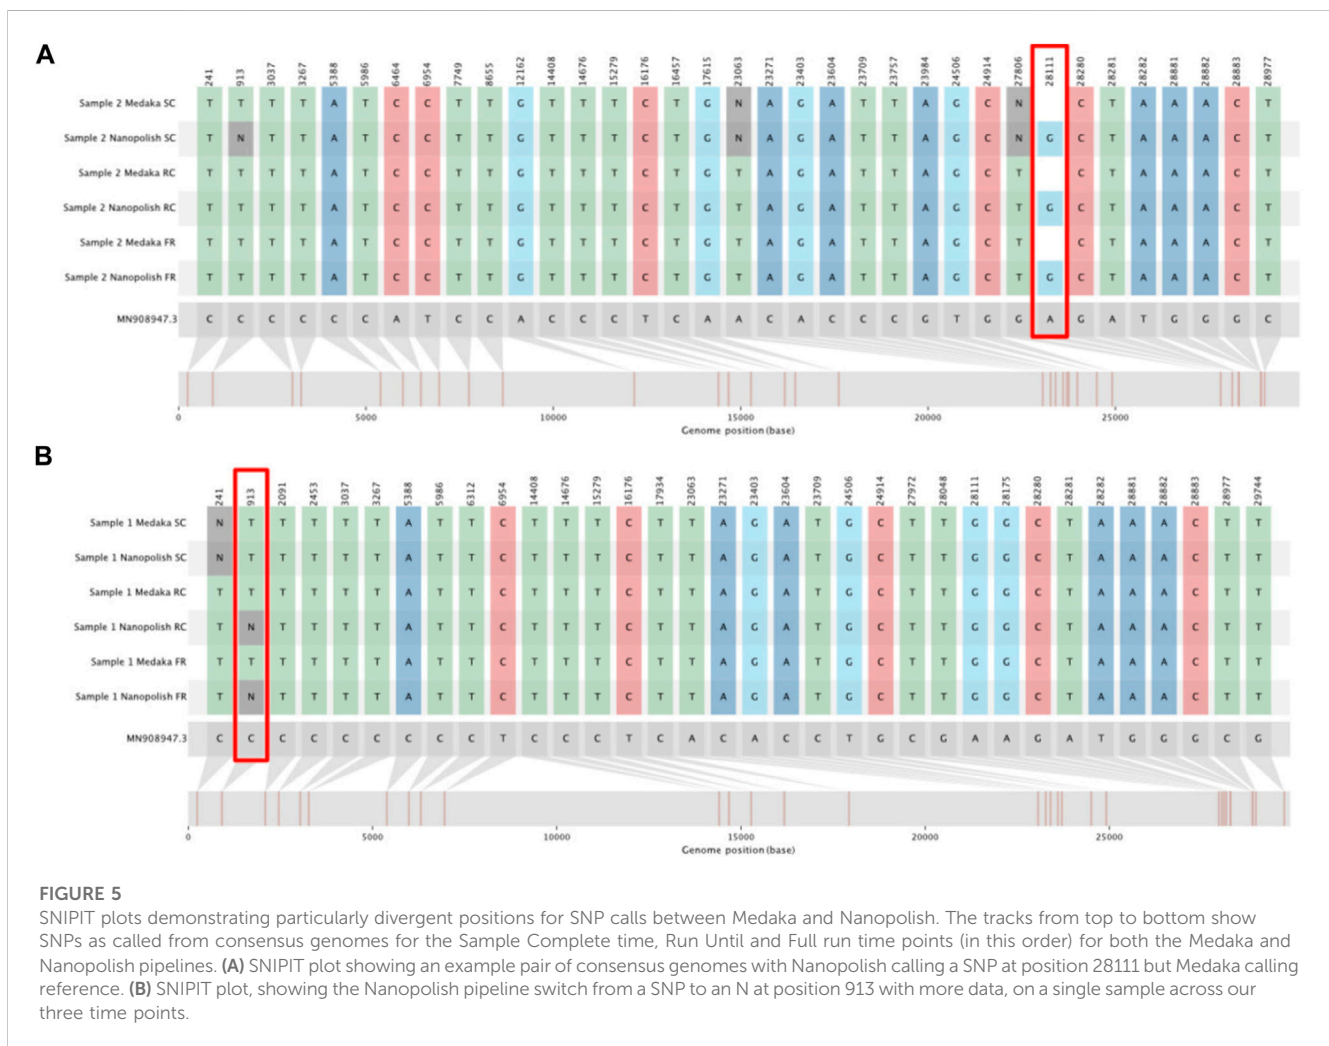 A
241 913 3037 3267 5388 5986 6464 6954 7749 8655 12162 14408 14676 15279 16176 16457 17615 23063 23271 23403 23604 23709 23757 23984 24506 24914 27806 28111 28280 28281 28282 28881 28882 28883 28977
Sample 2 Medaka SC T T T T A T C C T T G T T T C T G N A G A T T A G C N C T A A A C T
Sample 2 Nanopolish SC T N T T A T C C T T G T T T C T G N A G A T T A G C N G C T A A A C T
Sample 2 Medaka RC T T T T A T C C T T G T T T C T G T A G A T T A G C T C T A A A C T
Sample 2 Nanopolish RC T T T T A T C C T T G T T T C T G T A G A T T A G C T G C T A A A C T
Sample 2 Medaka FR T T T T A T C C T T G T T T C T G T A G A T T A G C T C T A A A C T
Sample 2 Nanopolish FR T T T T A T C C T T G T T T C T G T A G A T T A G C T G C T A A A C T
MN908947.3 C C C C C C A T C C A C C C T C A A C A C C C G T G G A G A T G G G C
0 5000 10000 15000 20000 25000
Genome position (base)
B
241 913 2091 2453 3037 3267 5388 5986 6312 6954 14408 14676 15279 16176 17934 23063 23271 23403 23604 23709 24506 24914 27972 28048 28111 28175 28280 28281 28282 28881 28882 28883 28977 29744
Sample 1 Medaka SC N T T T T T A T T C T T T C T T A G A T G C T T G G C T A A A C T T
Sample 1 Nanopolish SC N T T T T T A T T C T T T C T T A G A T G C T T G G C T A A A C T T
Sample 1 Medaka RC T T T T T T A T T C T T T C T T A G A T G C T T G G C T A A A C T T
Sample 1 Nanopolish RC T N T T T T A T T C T T T C T T A G A T G C T T G G C T A A A C T T
Sample 1 Medaka FR T T T T T T A T T C T T T C T T A G A T G C T T G G C T A A A C T T
Sample 1 Nanopolish FR T N T T T T A T T C T T T C T T A G A T G C T T G G C T A A A C T T
MN908947.3 C C C C C C C C C T C C C T C A C A C C T G C G A A G A T G G G C G
0 5000 10000 15000 20000 25000
Genome position (base)
FIGURE 5
SNIPIT plots demonstrating particularly divergent positions for SNP calls between Medaka and Nanopolish. The tracks from top to bottom show
SNPs as called from consensus genomes for the Sample Complete time, Run Until and Full run time points (in this order) for both the Medaka and
Nanopolish pipelines. (A) SNIPIT plot showing an example pair of consensus genomes with Nanopolish calling a SNP at position 28111 but Medaka calling
reference. (B) SNIPIT plot, showing the Nanopolish pipeline switch from a SNP to an N at position 913 with more data, on a single sample across our
three time points.